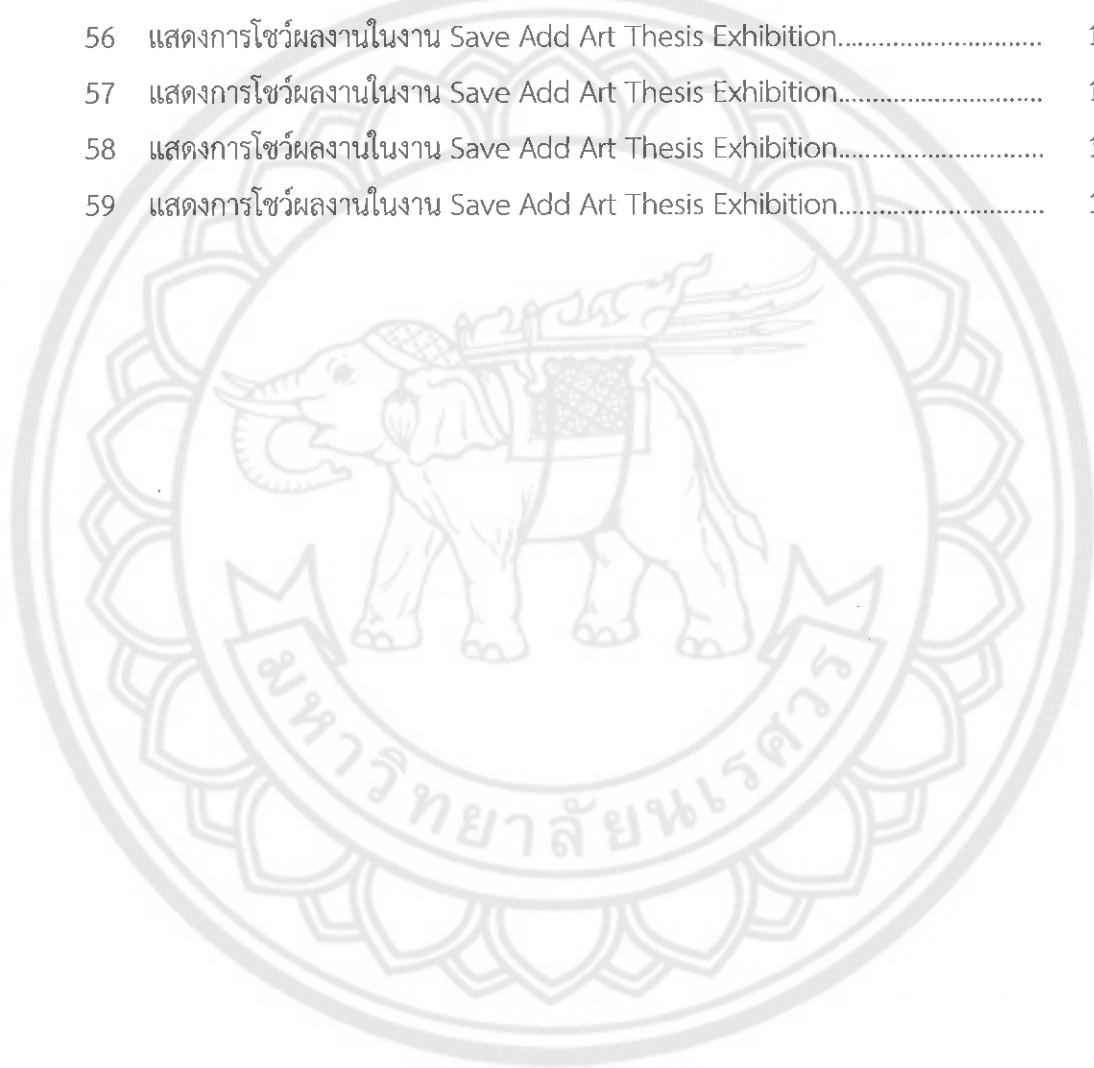 56 แสดงการโชว์ผลงานในงาน Save Add Art Thesis Exhibition............................. 1
57 แสดงการโชว์ผลงานในงาน Save Add Art Thesis Exhibition............................. 1
58 แสดงการโชว์ผลงานในงาน Save Add Art Thesis Exhibition............................. 1
59 แสดงการโชว์ผลงานในงาน Save Add Art Thesis Exhibition............................. 1
มหาวิทยาลัยนเรศวร